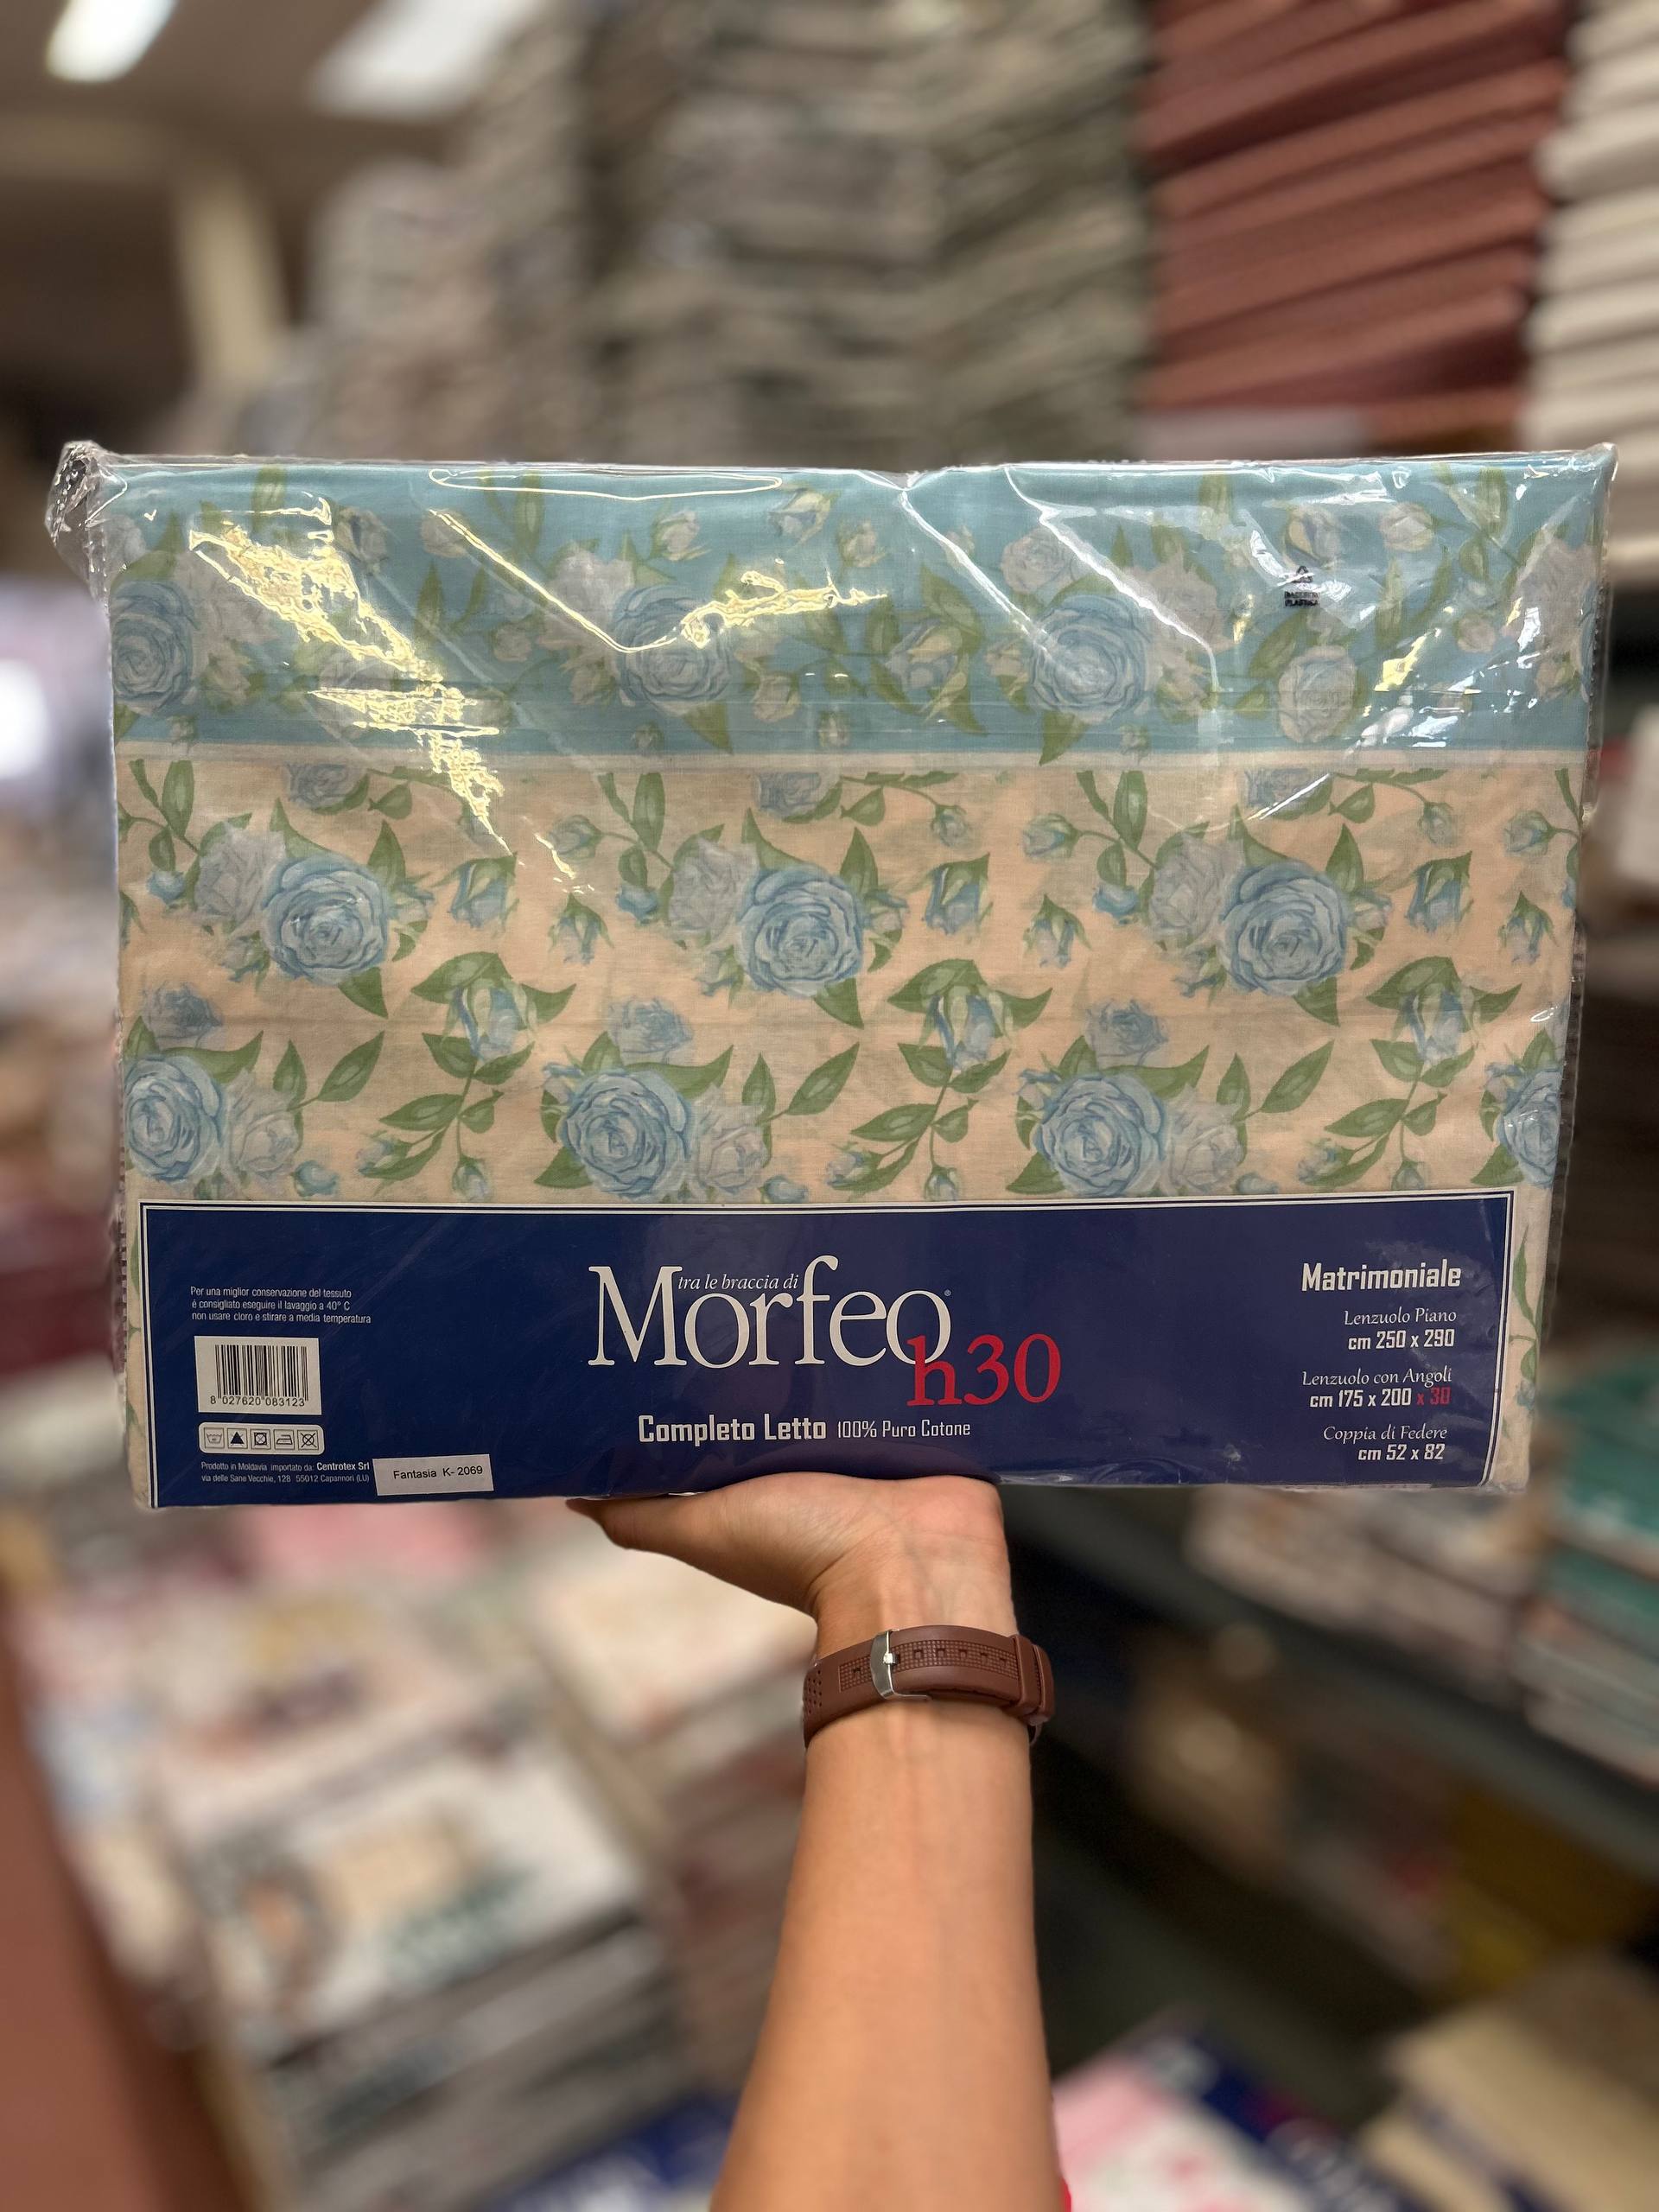 Per una miglior conservazione del tessuto
é consigliato eseguire il lavaggio a 40° C
non usare cloro e stirare a media temperatura
8 027620 083123
Prodotto in Moldavia importato da: Centrotex Srl
via delle Sane Vecchie, 128 55012 Capannori (LU)
Fantasia K- 2069
tra le braccia di
Morfeo®
h30
Completo Letto 100% Puro Cotone
Matrimoniale
Lenzuolo Piano
cm 250 x 290
Lenzuolo con Angoli
cm 175 x 200 x 30
Coppia di Federe
cm 52 x 82